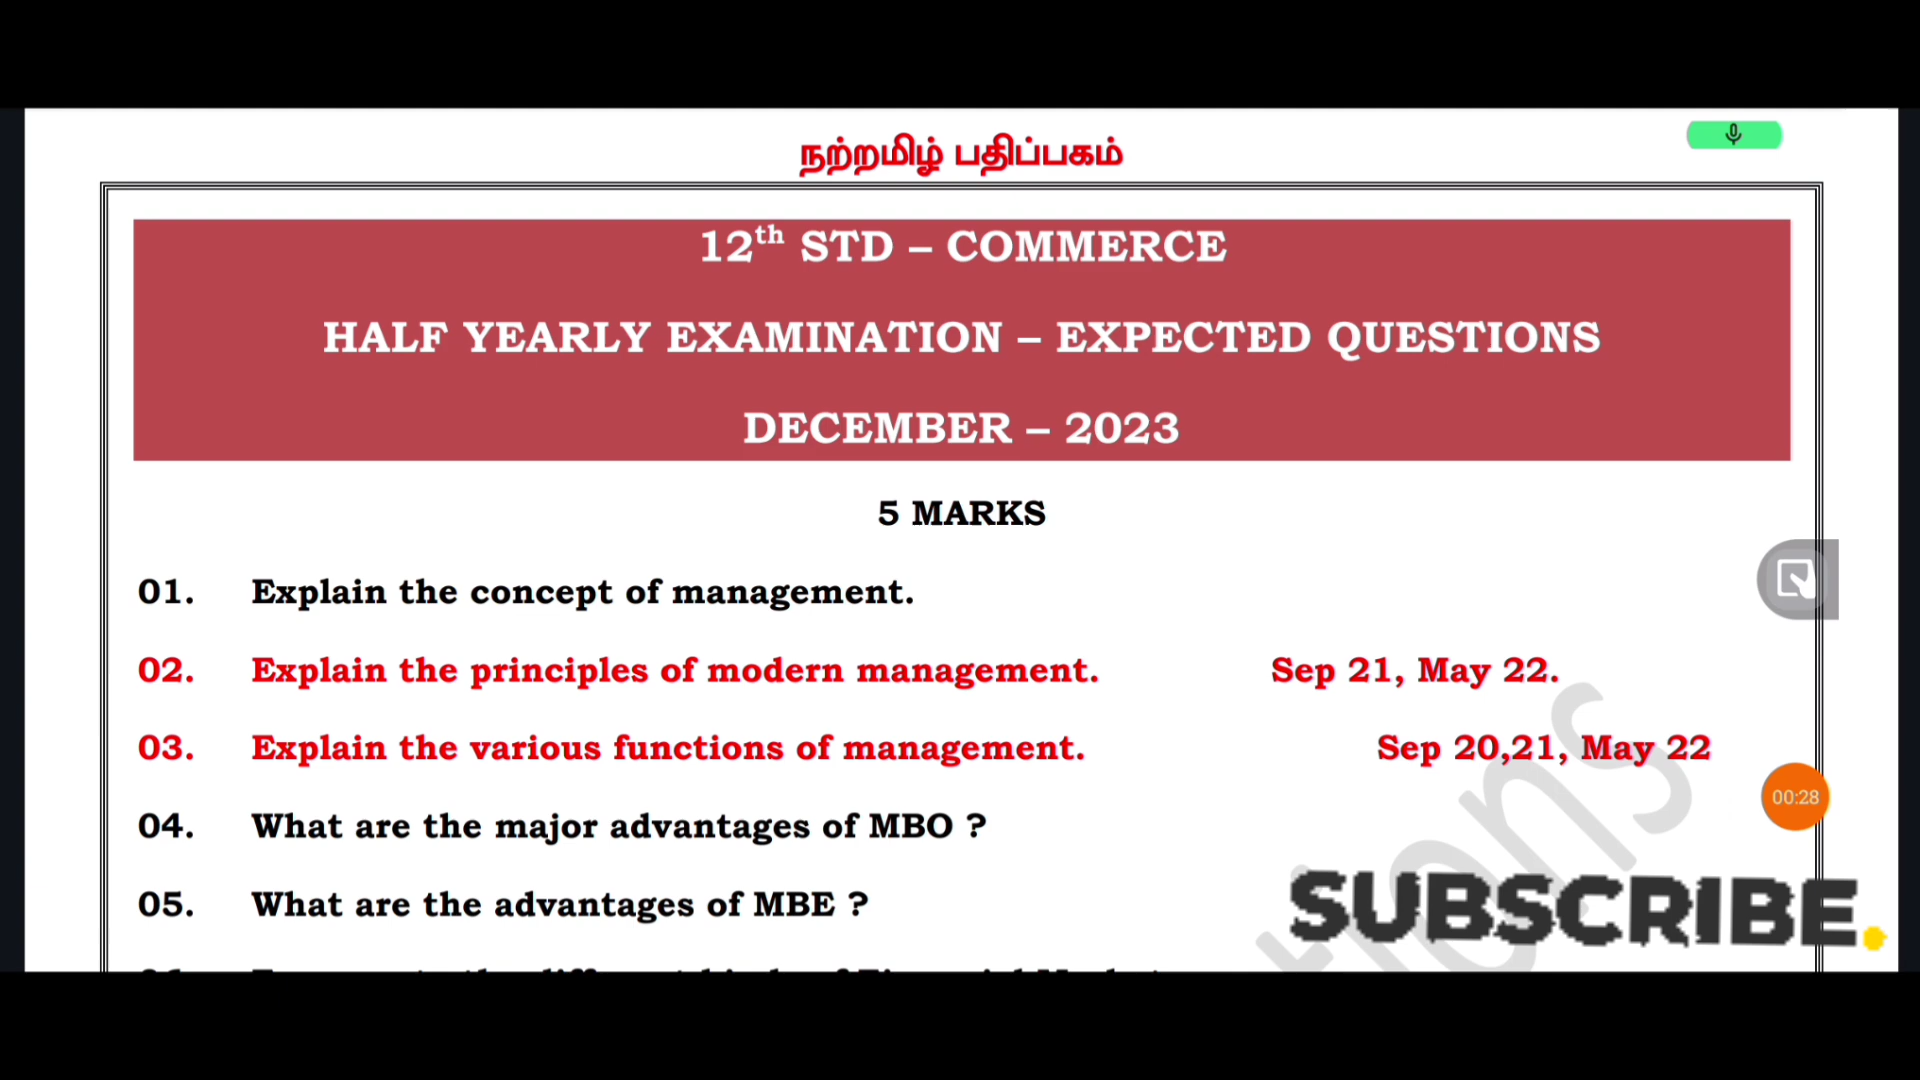 நற்றமிழ் பதிப்பகம்
12th STD – COMMERCE
HALF YEARLY EXAMINATION – EXPECTED QUESTIONS
DECEMBER – 2023
5 MARKS
01. Explain the concept of management.
02. Explain the principles of modern management. Sep 21, May 22.
03. Explain the various functions of management. Sep 20,21, May 22
00:28
04. What are the major advantages of MBO ?
05. What are the advantages of MBE ?
SUBSCRIBE.